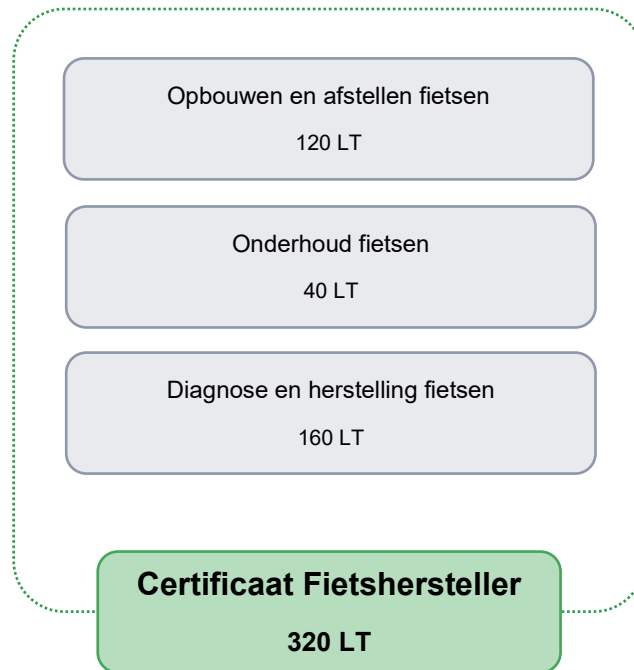 Opbouwen en afstellen fietsen
120 LT
Onderhoud fietsen
40 LT
Diagnose en herstelling fietsen
160 LT
Certificaat Fietshersteller
320 LT